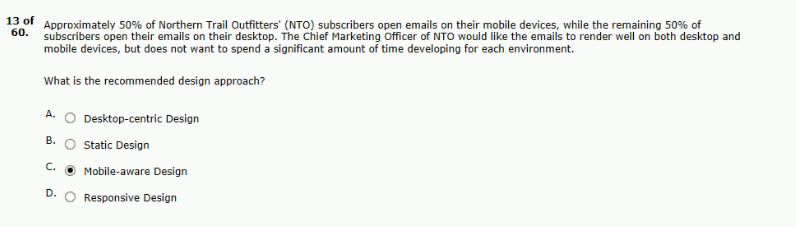 13 of
60.
Approximately 50% of Northern Trail Outfitters' (NTO) subscribers open emails on their mobile devices, while the remaining 50% of
subscribers open their emails on their desktop. The Chief Marketing Officer of NTO would like the emails to render well on both desktop and
mobile devices, but does not want to spend a significant amount of time developing for each environment.
What is the recommended design approach?
A. Desktop-centric Design
B. Static Design
C. Mobile-aware Design
D. Responsive Design